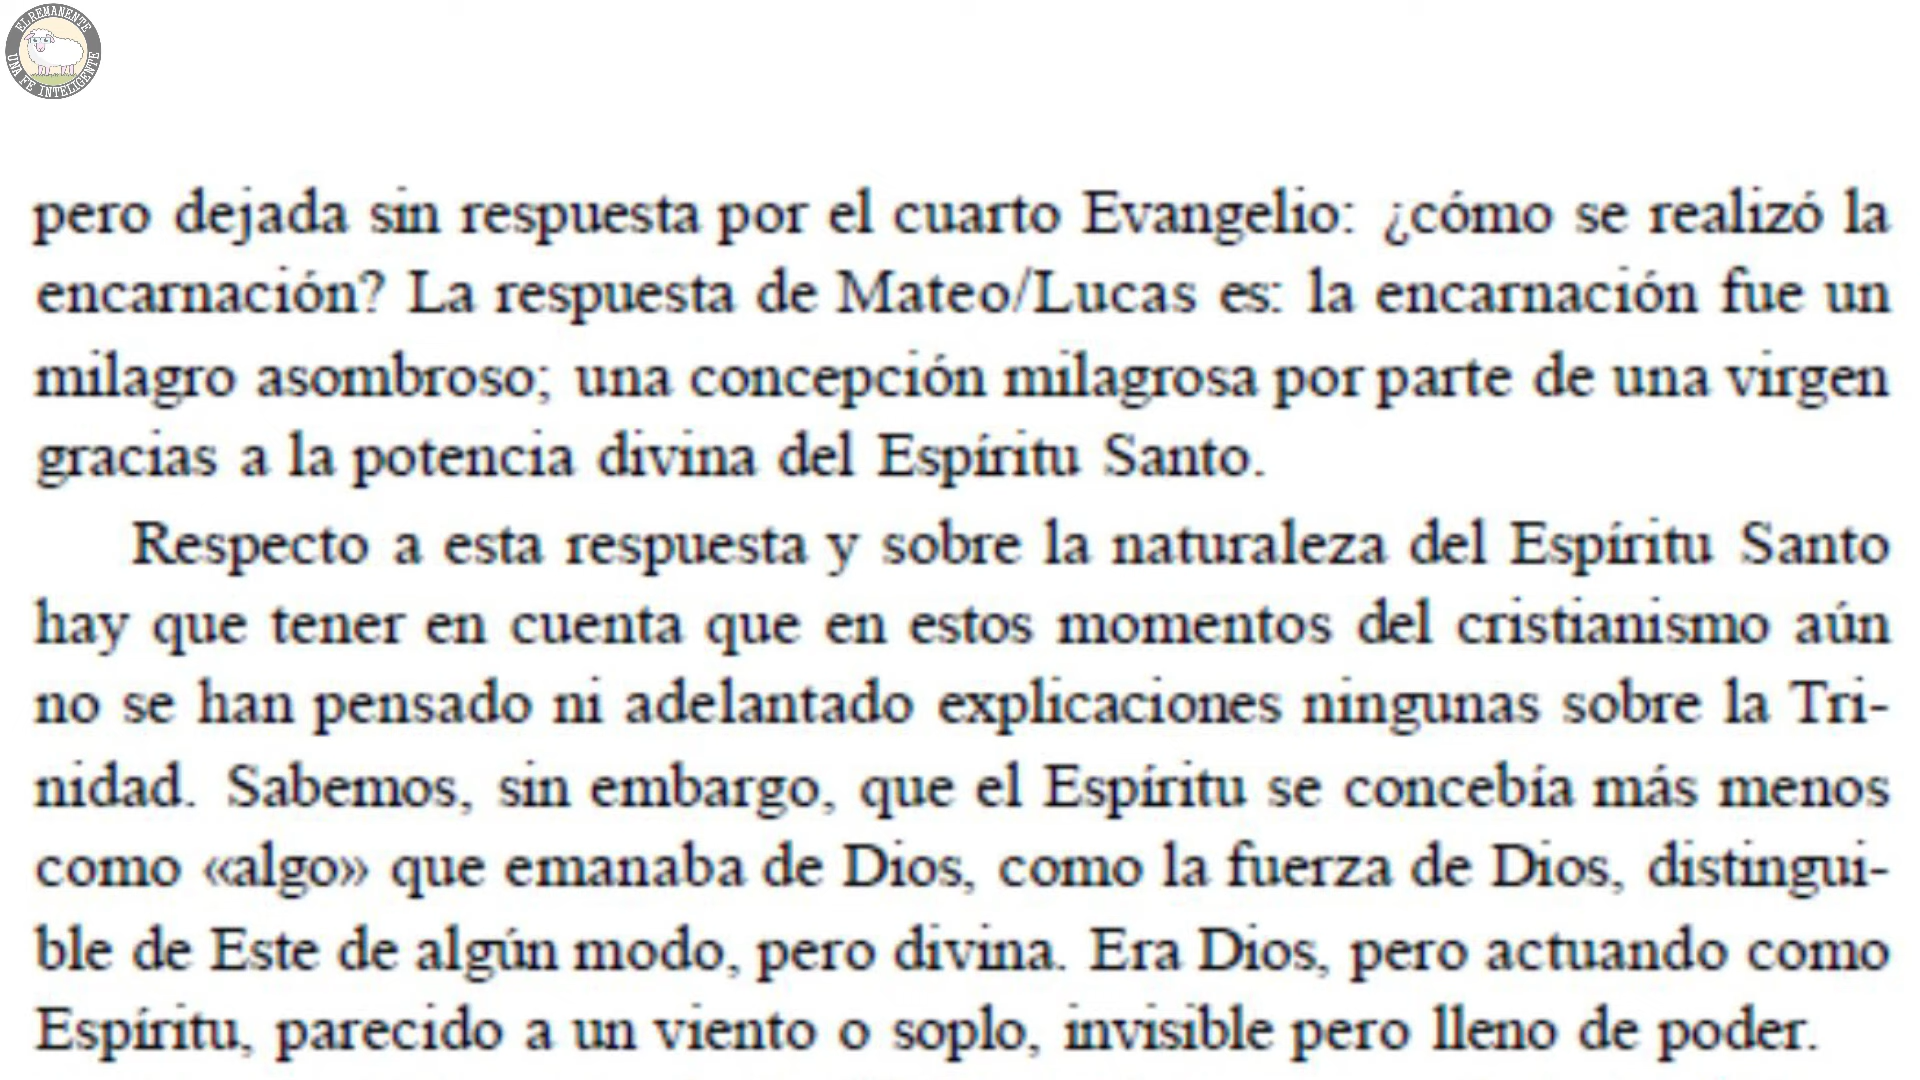 ELREMANENTE
UNA FE INTELIGENTE
pero dejada sin respuesta por el cuarto Evangelio: ¿cómo se realizó la
encarnación? La respuesta de Mateo/Lucas es: la encarnación fue un
milagro asombroso; una concepción milagrosa por parte de una virgen
gracias a la potencia divina del Espíritu Santo.
Respecto a esta respuesta y sobre la naturaleza del Espíritu Santo
hay que tener en cuenta que en estos momentos del cristianismo aún
no se han pensado ni adelantado explicaciones ningunas sobre la Tri-
nidad. Sabemos, sin embargo, que el Espíritu se concebía más menos
como «algo» que emanaba de Dios, como la fuerza de Dios, distingui-
ble de Este de algún modo, pero divina. Era Dios, pero actuando como
Espíritu, parecido a un viento o soplo, invisible pero lleno de poder.